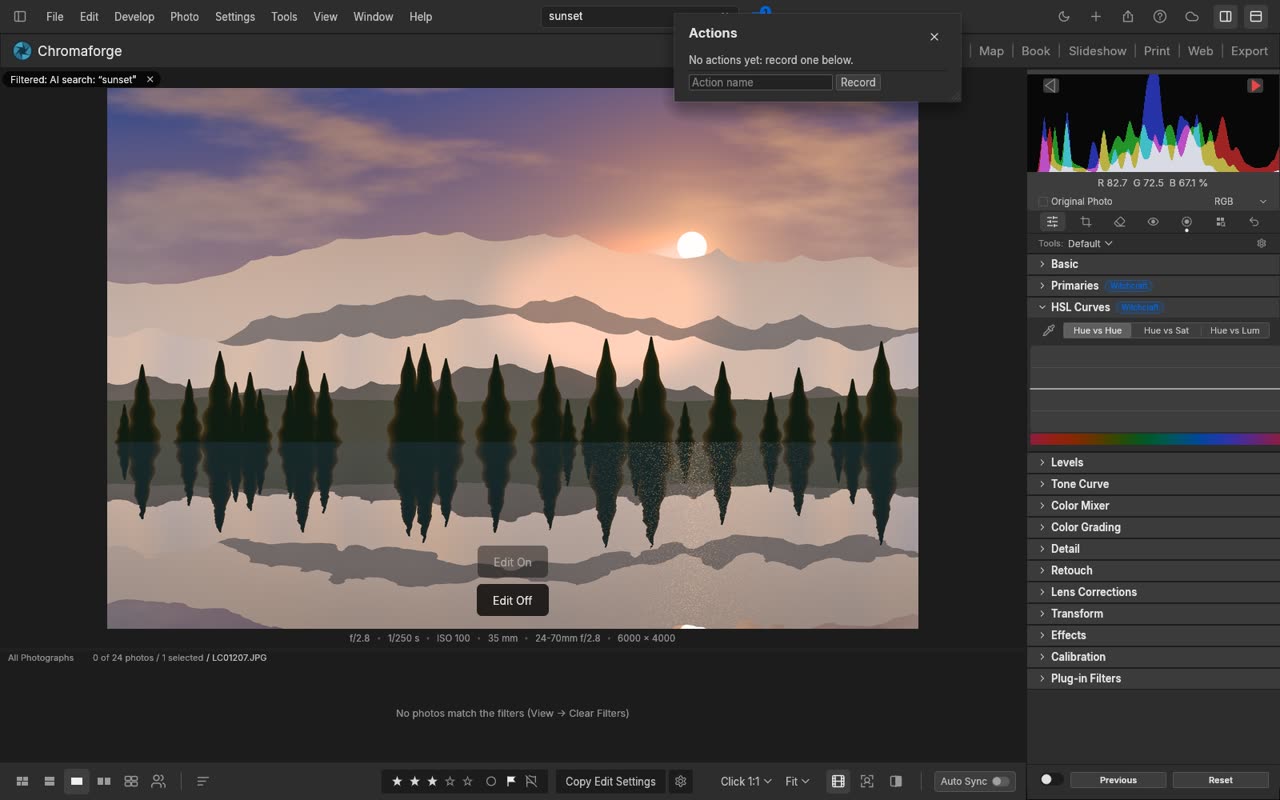 File Edit Develop Photo Settings Tools View Window Help
sunset
Actions
No actions yet: record one below.
Action name Record
Chromaforge
Map Book Slideshow Print Web Export
Filtered: AI search: “sunset”
R 82.7 G 72.5 B 67.1 %
Original Photo RGB
Tools: Default
Basic
Primaries Witchcraft
HSL Curves Witchcraft
Hue vs Hue Hue vs Sat Hue vs Lum
Levels
Tone Curve
Color Mixer
Color Grading
Detail
Retouch
Lens Corrections
Transform
Effects
Calibration
Plug-in Filters
Edit On
Edit Off
f/2.8 · 1/250 s · ISO 100 · 35 mm · 24-70mm f/2.8 · 6000 × 4000
All Photographs 0 of 24 photos / 1 selected / LC01207.JPG
No photos match the filters (View → Clear Filters)
Copy Edit Settings Click 1:1 Fit Auto Sync Previous Reset